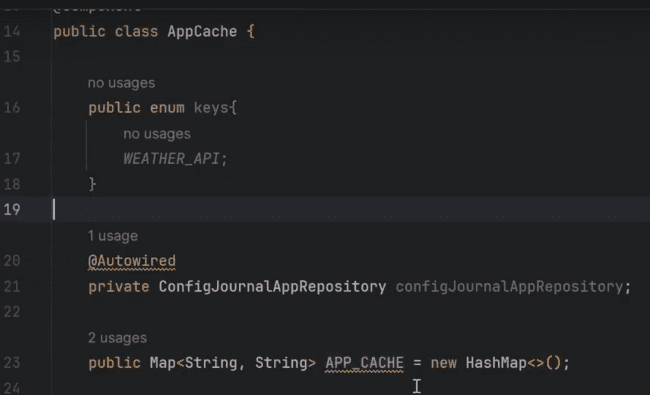 @Component
14 public class AppCache {
15
no usages
16 public enum keys{
no usages
17 WEATHER_API;
18 }
19
1 usage
20 @Autowired
21 private ConfigJournalAppRepository configJournalAppRepository;
22
2 usages
23 public Map<String, String> APP_CACHE = new HashMap<>();
24